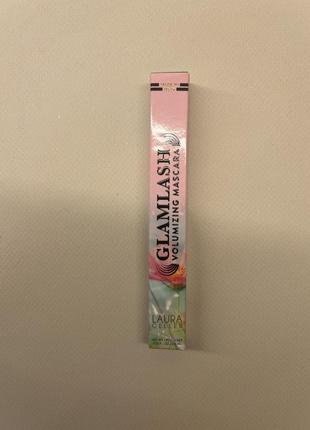 GLAMLASH
VOLUMIZING MASCARA
LAURA
GELLER